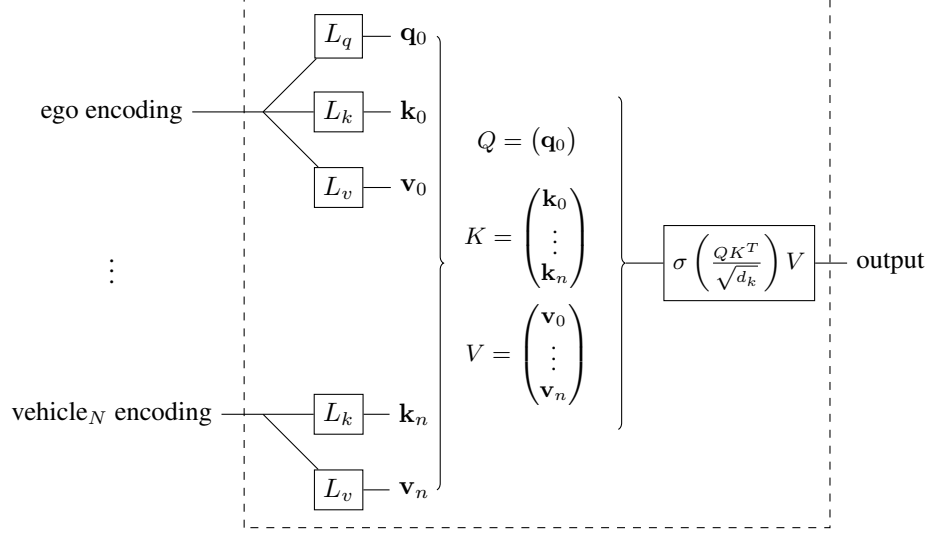 L_q q_0
ego encoding L_k k_0
L_v v_0
⋮
vehicle_N encoding L_k k_n
L_v v_n
Q = (q_0)
K = (k_0 ⋮ k_n)
V = (v_0 ⋮ v_n)
σ(QK^T/√d_k)V output